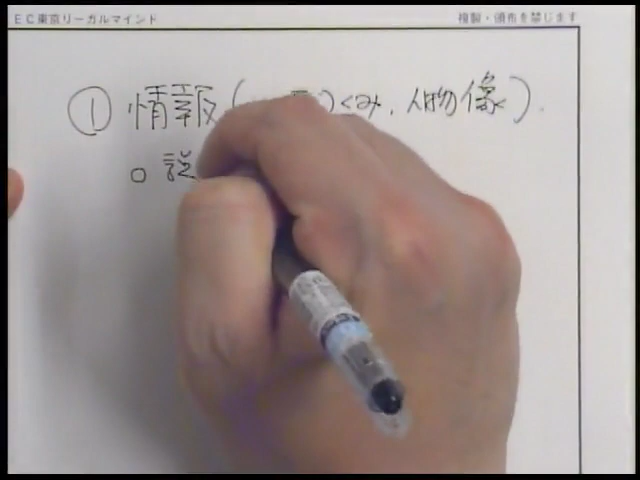 EC東京リーガルマインド
複製・頒布を禁じます
① 情報( くみ, 人物像).
○ 説